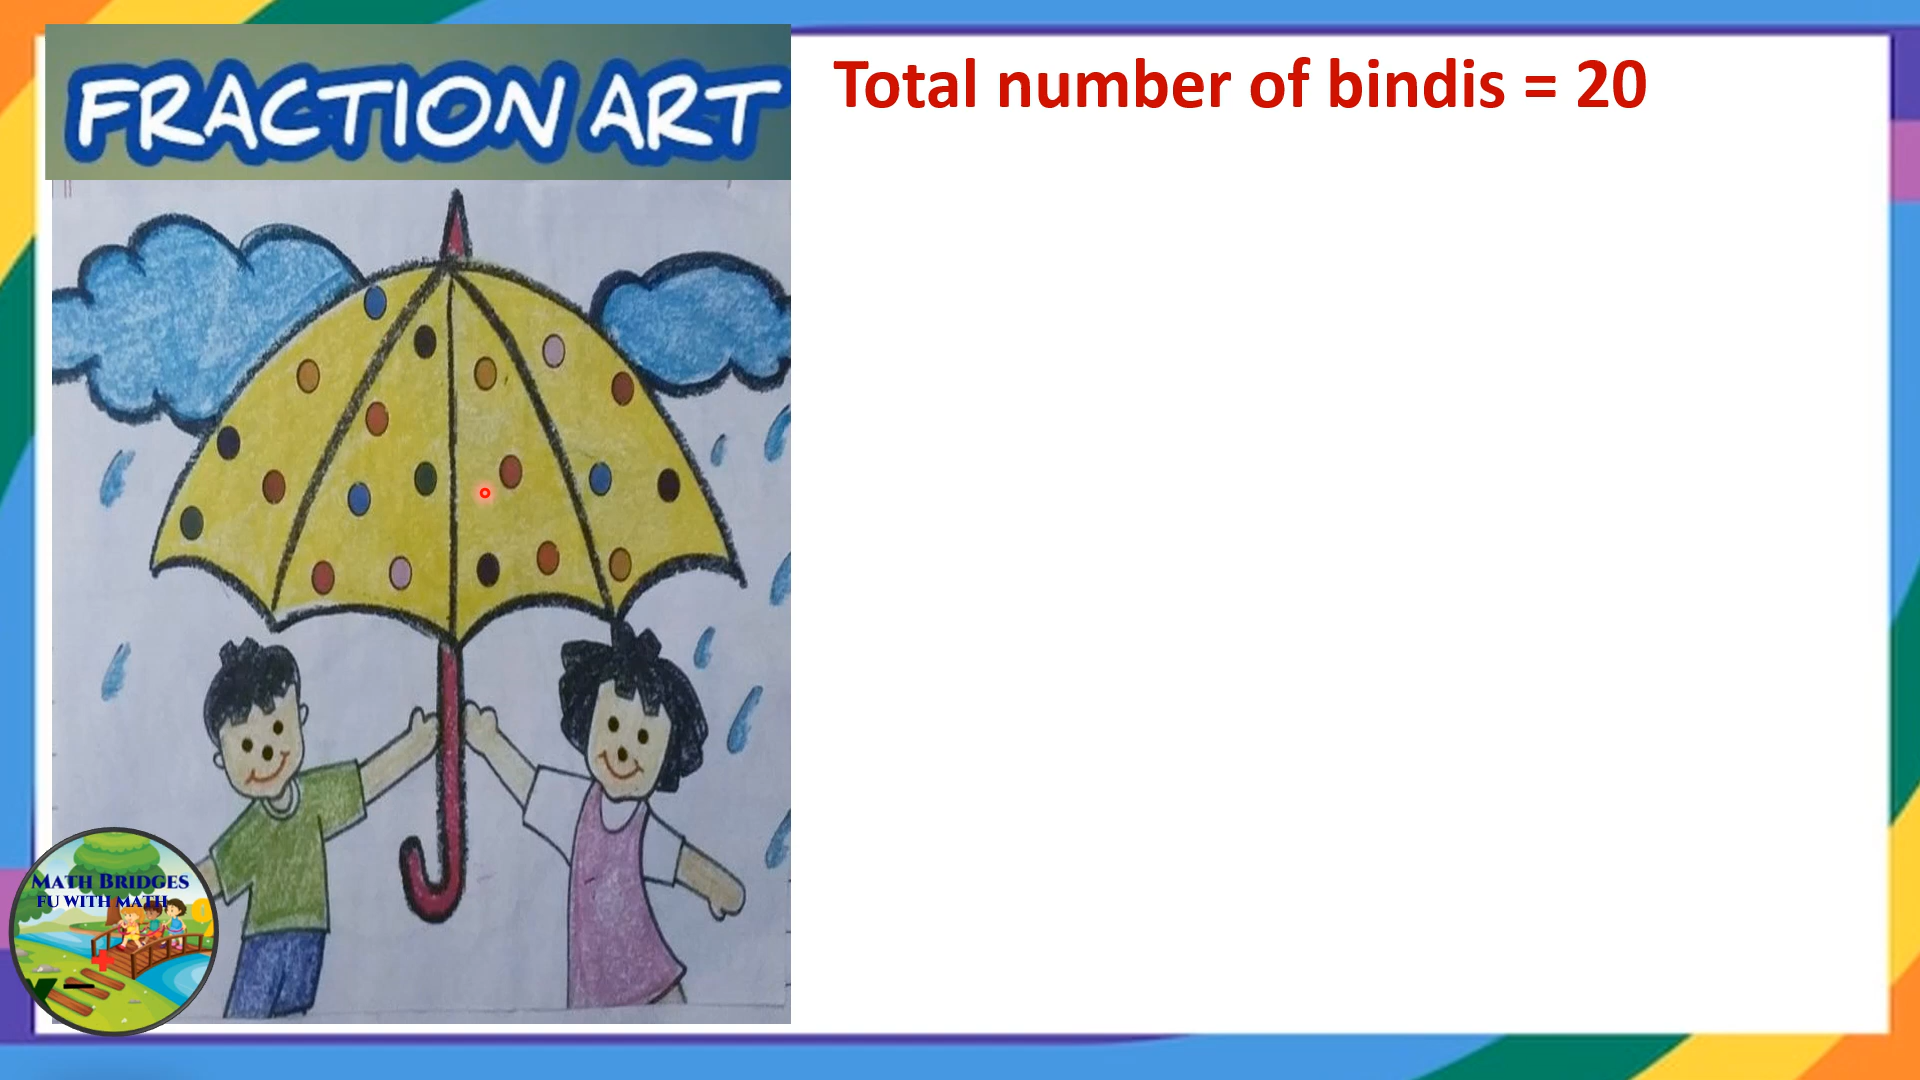 FRACTION ART
Total number of bindis = 20
MATH BRIDGES
FU WITH MATH